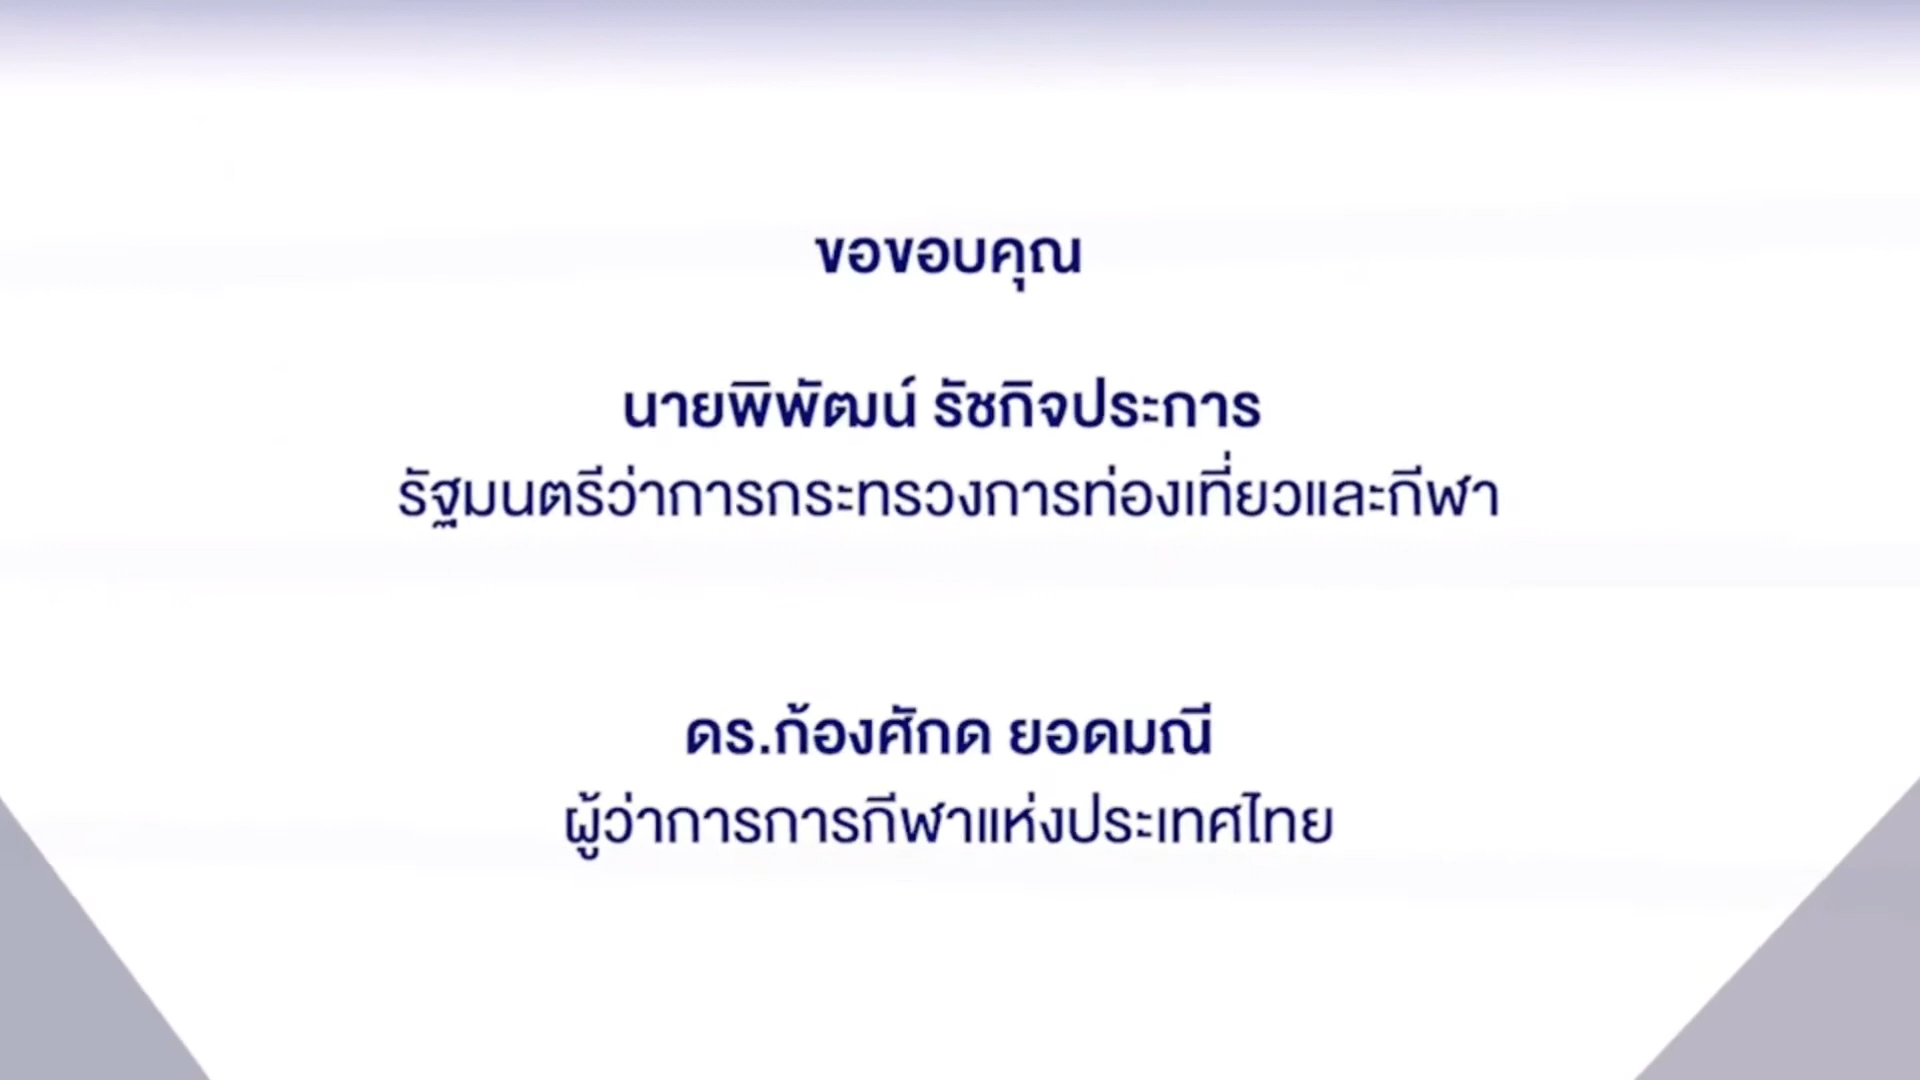 ขอขอบคุณ
นายพิพัฒน์ รัชกิจประการ
รัฐมนตรีว่าการกระทรวงการท่องเที่ยวและกีฬา
ดร.ก้องศักด ยอดมณี
ผู้ว่าการการกีฬาแห่งประเทศไทย